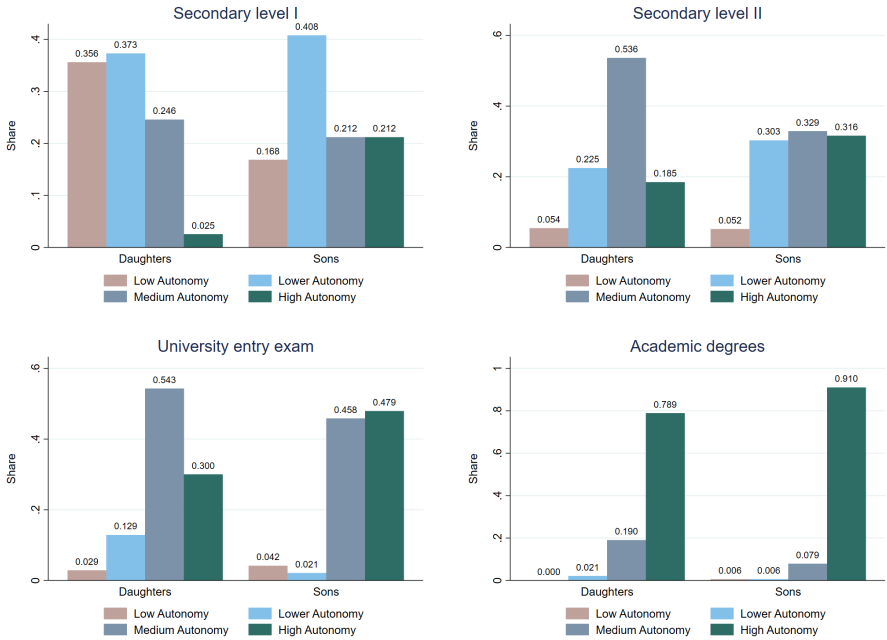 Secondary level I
Share
0 .1 .2 .3 .4
0.356 0.373 0.246 0.025 0.168 0.408 0.212 0.212
Daughters Sons
Low Autonomy Lower Autonomy
Medium Autonomy High Autonomy
Secondary level II
Share
0 .2 .4 .6
0.054 0.225 0.536 0.185 0.052 0.303 0.329 0.316
Daughters Sons
Low Autonomy Lower Autonomy
Medium Autonomy High Autonomy
University entry exam
Share
0 .2 .4 .6
0.029 0.129 0.543 0.300 0.042 0.021 0.458 0.479
Daughters Sons
Low Autonomy Lower Autonomy
Medium Autonomy High Autonomy
Academic degrees
Share
0 .2 .4 .6 .8 1
0.000 0.021 0.190 0.789 0.006 0.006 0.079 0.910
Daughters Sons
Low Autonomy Lower Autonomy
Medium Autonomy High Autonomy